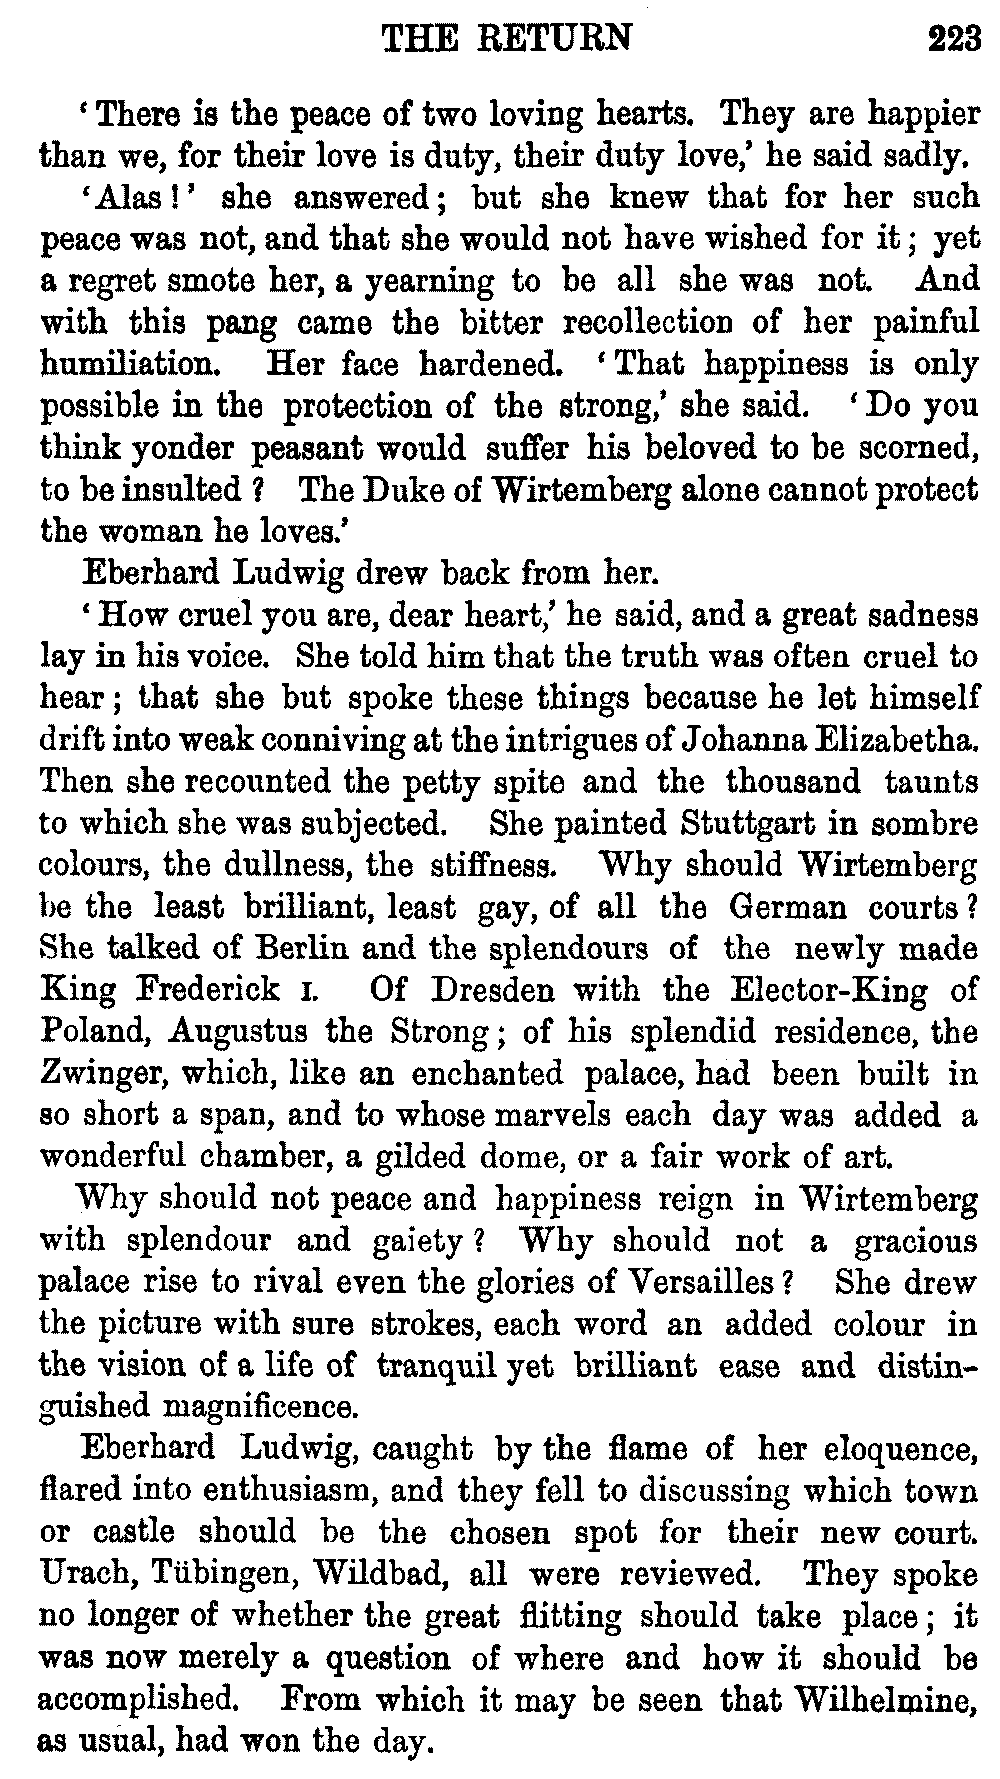 THE RETURN 223
‘There is the peace of two loving hearts. They are happier
than we, for their love is duty, their duty love,’ he said sadly.
‘Alas!’ she answered; but she knew that for her such
peace was not, and that she would not have wished for it; yet
a regret smote her, a yearning to be all she was not. And
with this pang came the bitter recollection of her painful
humiliation. Her face hardened. ‘That happiness is only
possible in the protection of the strong,’ she said. ‘Do you
think yonder peasant would suffer his beloved to be scorned,
to be insulted? The Duke of Wirtemberg alone cannot protect
the woman he loves.’
Eberhard Ludwig drew back from her.
‘How cruel you are, dear heart,’ he said, and a great sadness
lay in his voice. She told him that the truth was often cruel to
hear; that she but spoke these things because he let himself
drift into weak conniving at the intrigues of Johanna Elizabetha.
Then she recounted the petty spite and the thousand taunts
to which she was subjected. She painted Stuttgart in sombre
colours, the dullness, the stiffness. Why should Wirtemberg
be the least brilliant, least gay, of all the German courts?
She talked of Berlin and the splendours of the newly made
King Frederick I. Of Dresden with the Elector-King of
Poland, Augustus the Strong; of his splendid residence, the
Zwinger, which, like an enchanted palace, had been built in
so short a span, and to whose marvels each day was added a
wonderful chamber, a gilded dome, or a fair work of art.
Why should not peace and happiness reign in Wirtemberg
with splendour and gaiety? Why should not a gracious
palace rise to rival even the glories of Versailles? She drew
the picture with sure strokes, each word an added colour in
the vision of a life of tranquil yet brilliant ease and distin-
guished magnificence.
Eberhard Ludwig, caught by the flame of her eloquence,
flared into enthusiasm, and they fell to discussing which town
or castle should be the chosen spot for their new court.
Urach, Tübingen, Wildbad, all were reviewed. They spoke
no longer of whether the great flitting should take place; it
was now merely a question of where and how it should be
accomplished. From which it may be seen that Wilhelmine,
as usual, had won the day.